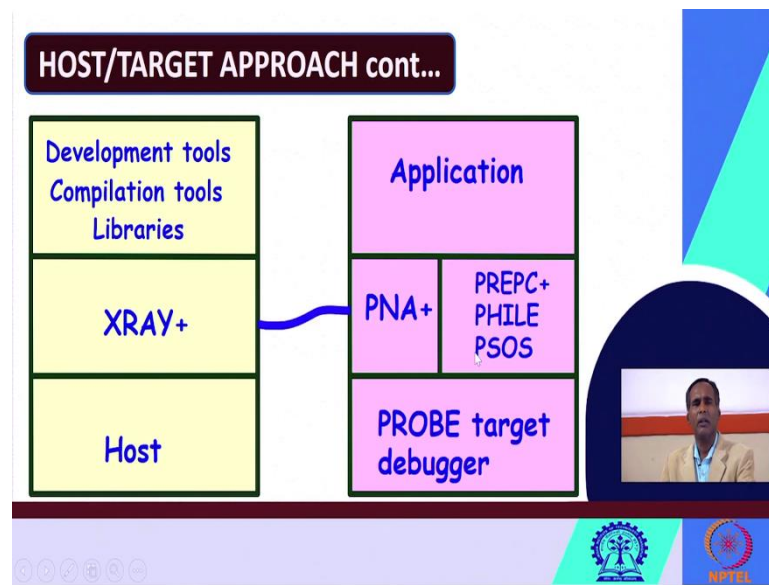 HOST/TARGET APPROACH cont...
Development tools
Compilation tools
Libraries
XRAY+
Host
Application
PNA+
PREPC+
PHILE
PSOS
PROBE target
debugger
NPTEL